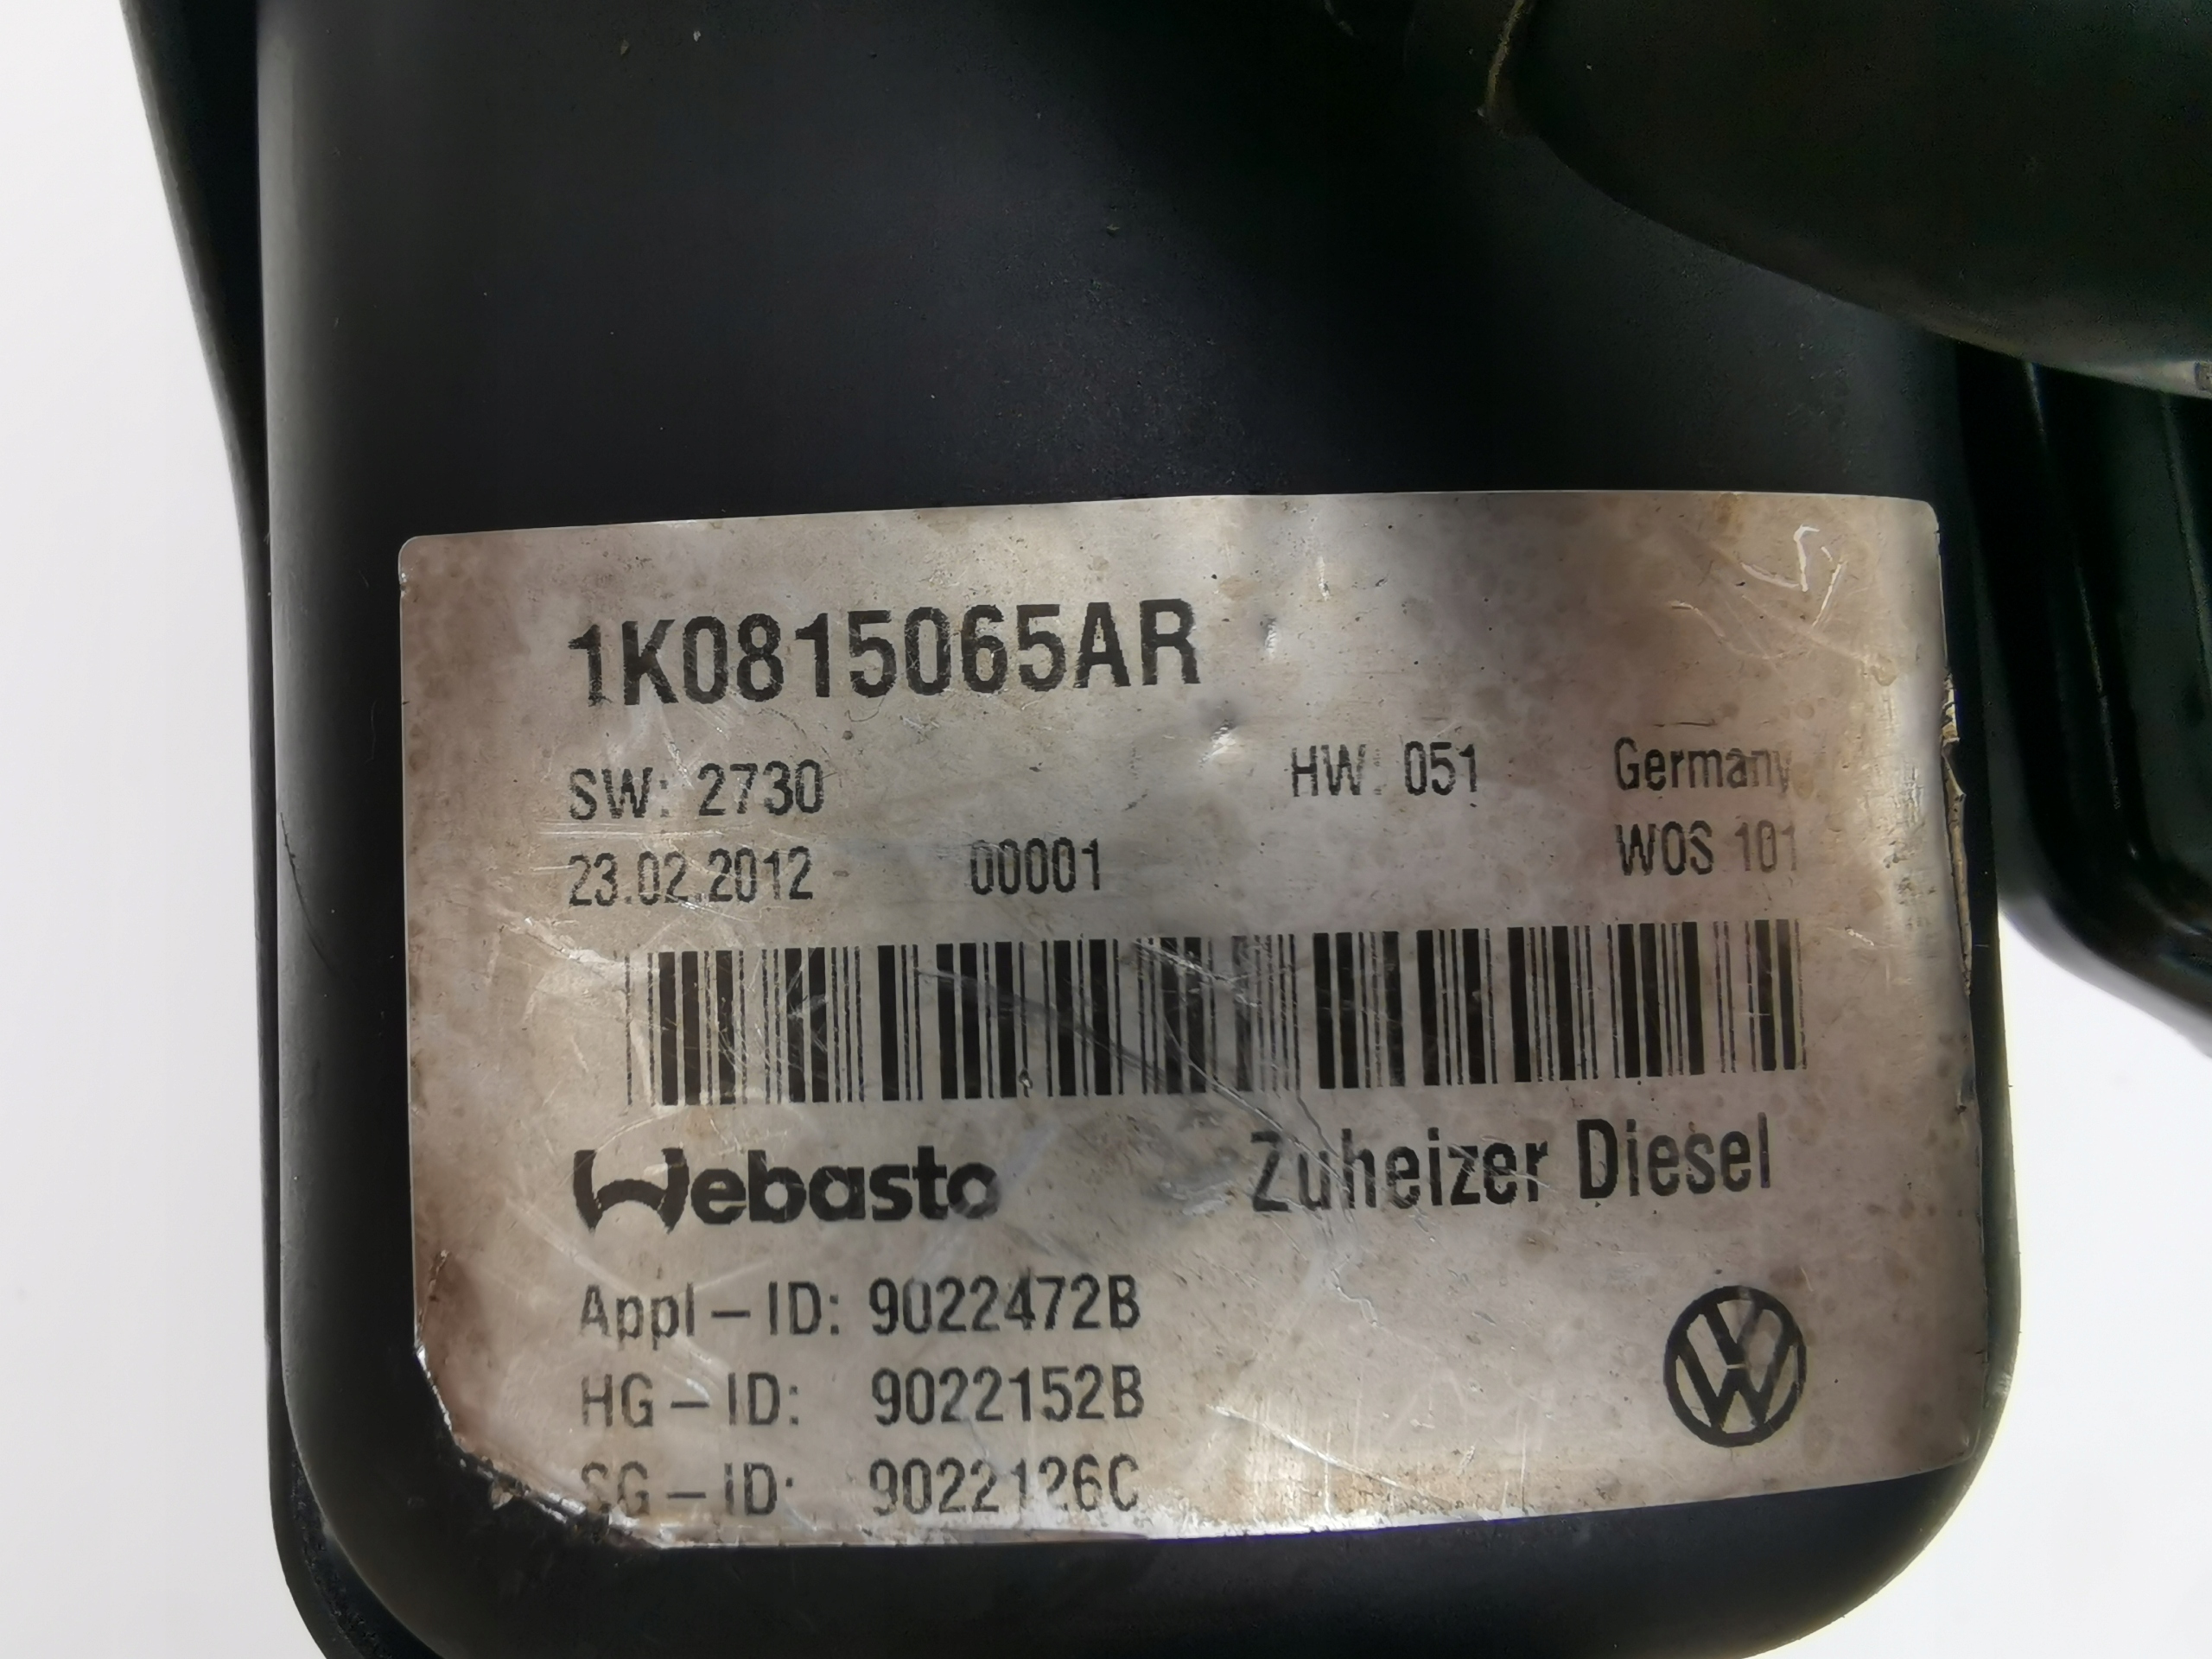 1K0815065AR
SW: 2730 HW: 051 Germany
23.02.2012 00001 WOS 101
Webasto Zuheizer Diesel
Appl-ID: 9022472B
HG-ID: 9022152B
SG-ID: 9022126C